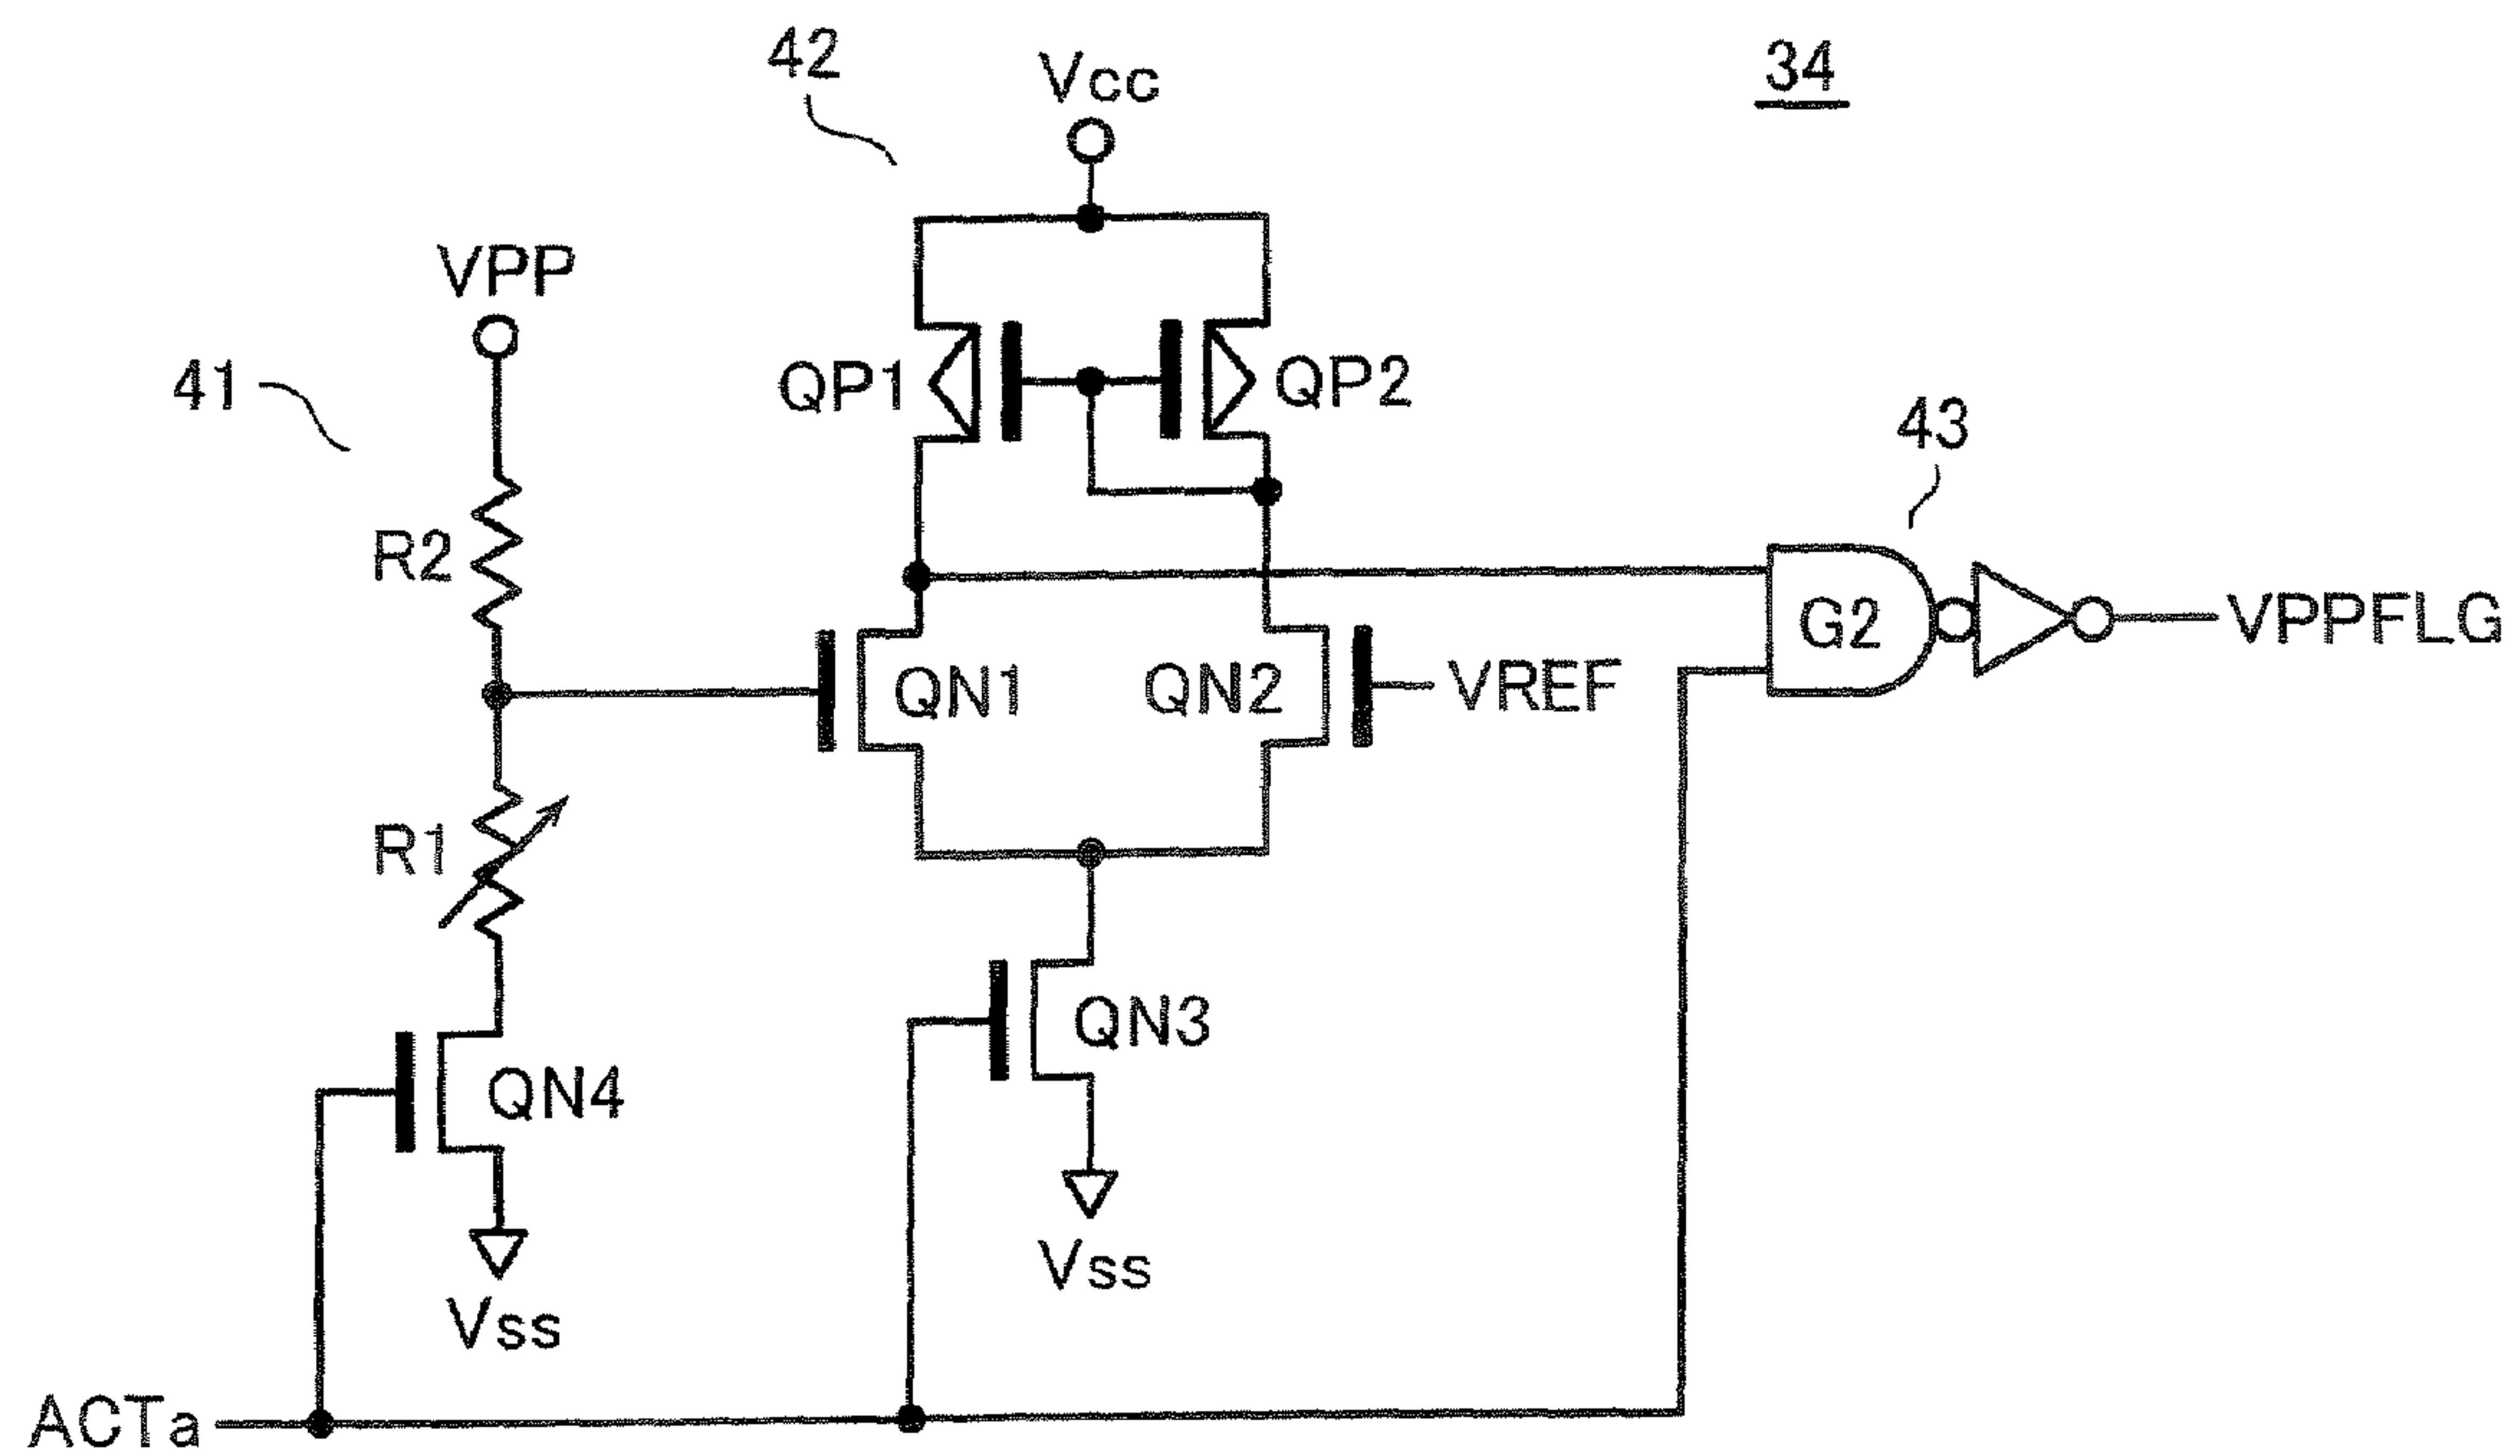 42
Vcc
34
VPP
41
QP1
QP2
43
R2
G2
VPPFLG
QN1
QN2
VREF
R1
QN3
QN4
Vss
Vss
ACTa